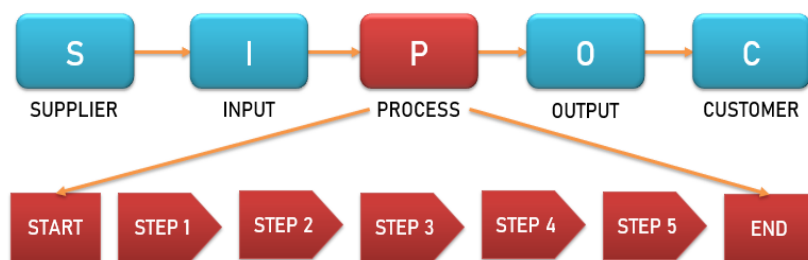 S I P O C
SUPPLIER INPUT PROCESS OUTPUT CUSTOMER
START STEP 1 STEP 2 STEP 3 STEP 4 STEP 5 END